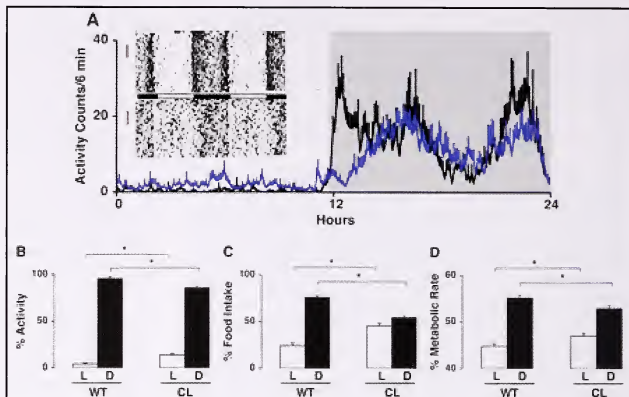 A
40
20
0
Activity Counts/6 min
0 12 24
Hours
B
* *
100
50
0
% Activity
L D L D
WT CL
C
* *
100
50
0
% Food Intake
L D L D
WT CL
D
* *
60
50
40
% Metabolic Rate
L D L D
WT CL